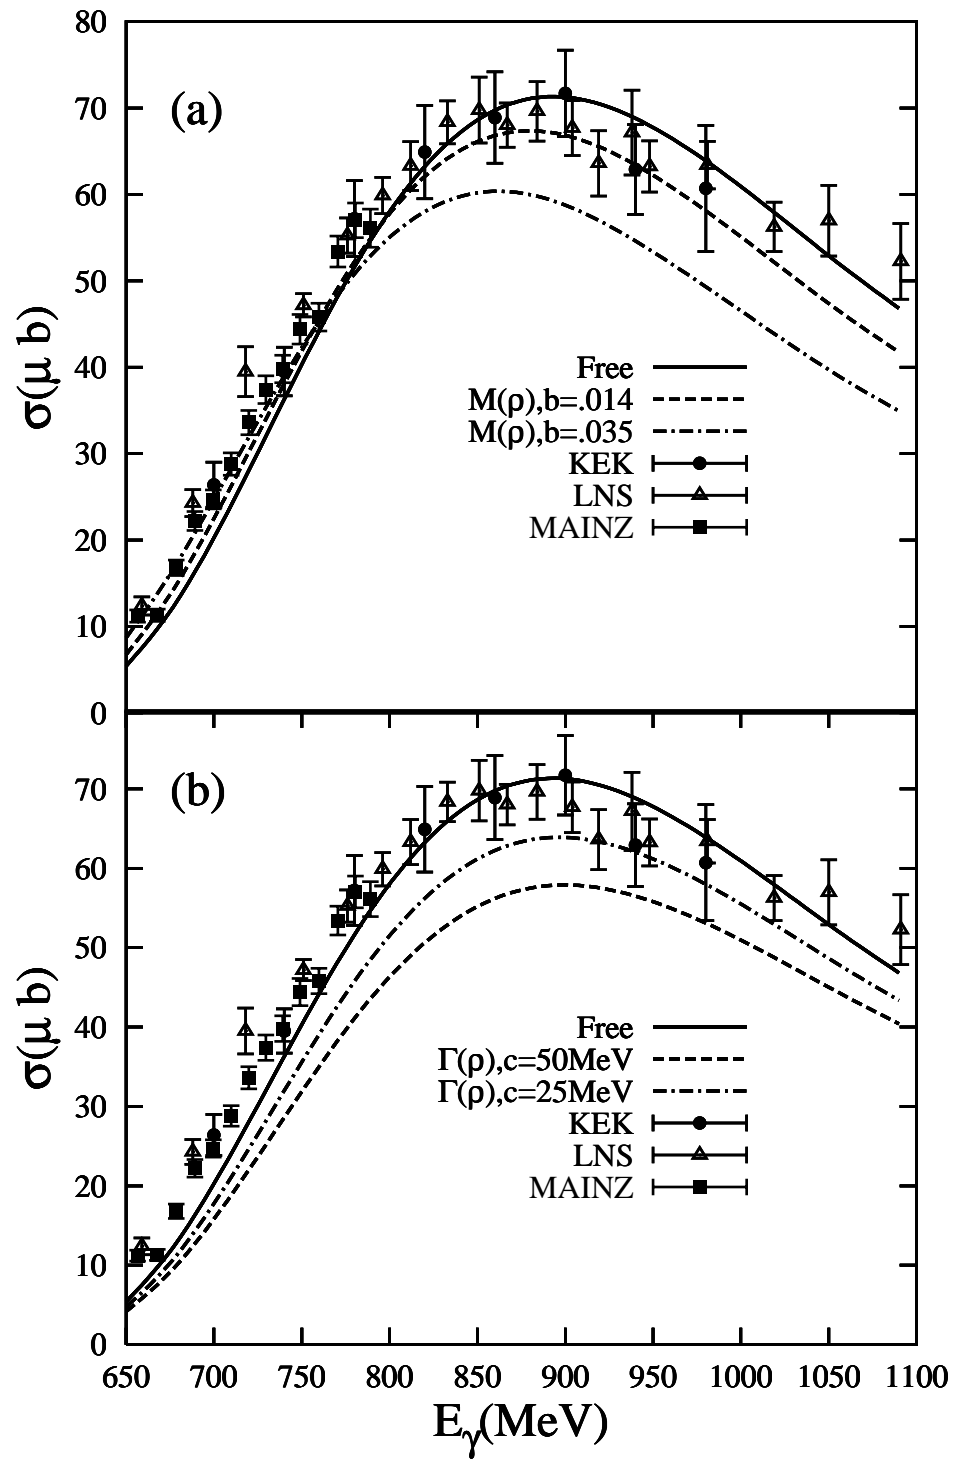 80
70
60
50
40
30
20
10
0
σ(μ b)
(a)
Free
M(ρ),b=.014
M(ρ),b=.035
KEK
LNS
MAINZ
70
60
50
40
30
20
10
0
σ(μ b)
(b)
Free
Γ(ρ),c=50MeV
Γ(ρ),c=25MeV
KEK
LNS
MAINZ
650 700 750 800 850 900 950 1000 1050 1100
Eγ(MeV)